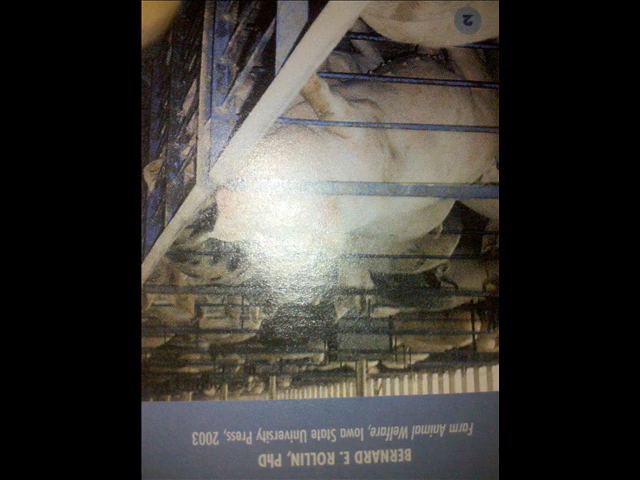 BERNARD E. ROLLIN, PhD
Farm Animal Welfare, Iowa State University Press, 2003
2